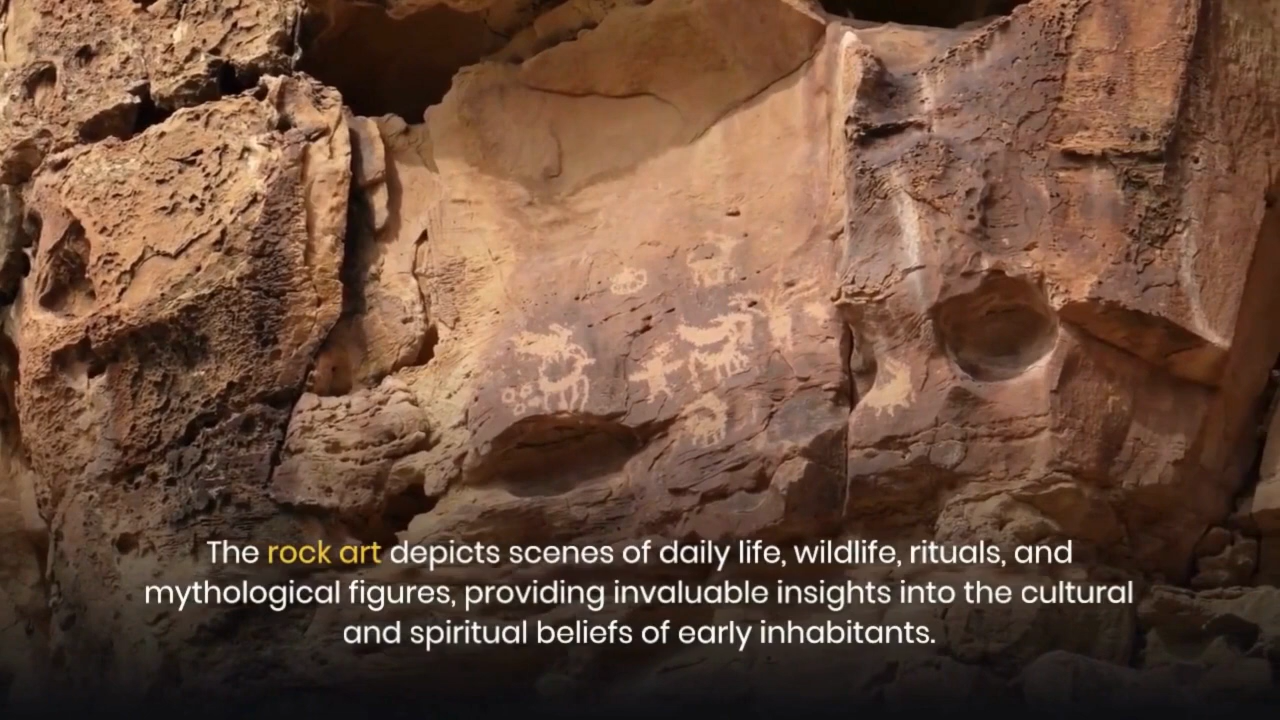 The rock art depicts scenes of daily life, wildlife, rituals, and
mythological figures, providing invaluable insights into the cultural
and spiritual beliefs of early inhabitants.